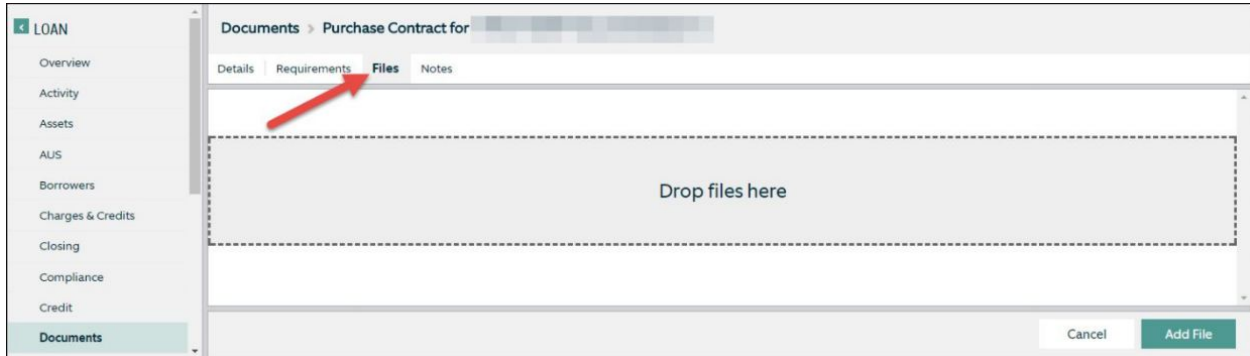 LOAN
Overview
Activity
Assets
AUS
Borrowers
Charges & Credits
Closing
Compliance
Credit
Documents
Documents > Purchase Contract for
Details Requirements Files Notes
Drop files here
Cancel Add File